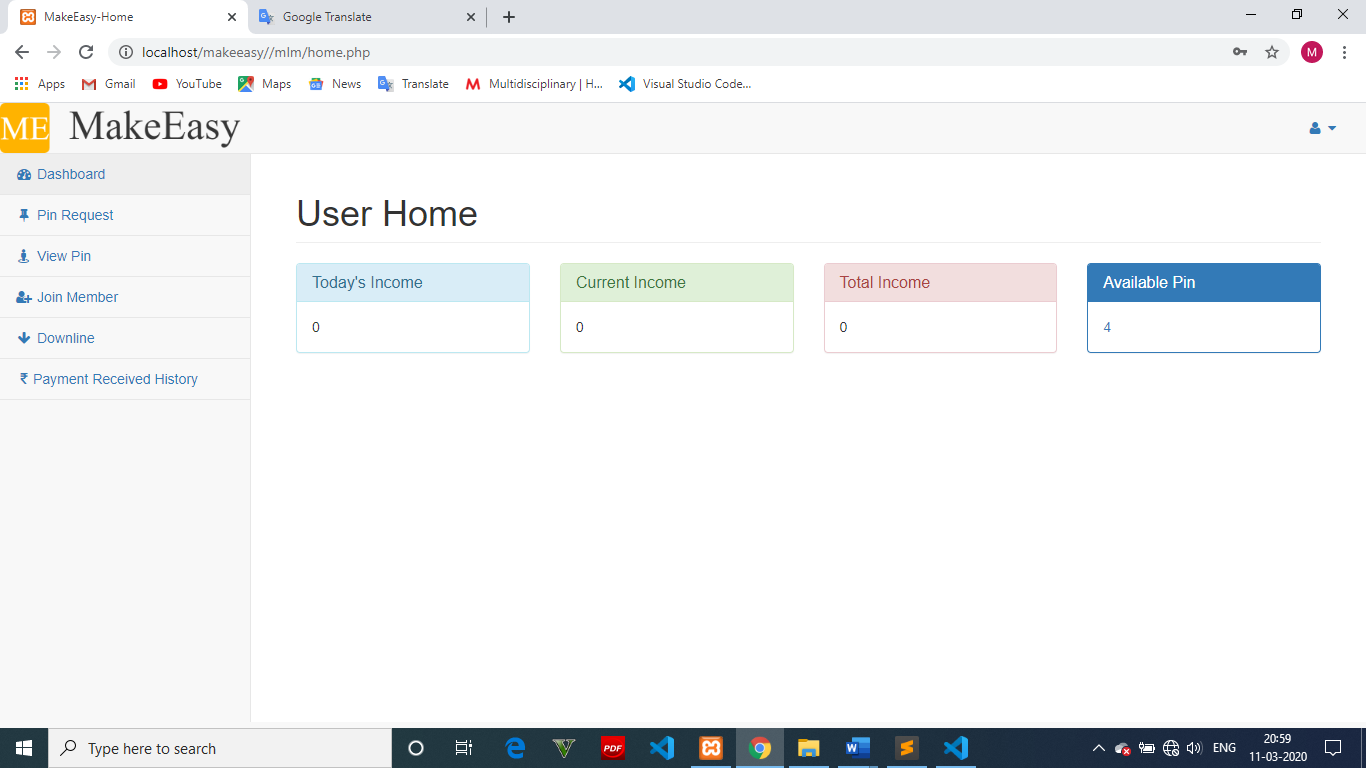 MakeEasy-Home
Google Translate
localhost/makeeasy//mlm/home.php
M
Apps
Gmail
YouTube
Maps
News
Translate
Multidisciplinary | H...
Visual Studio Code...
ME MakeEasy
Dashboard
Pin Request
View Pin
Join Member
Downline
₹ Payment Received History
User Home
Today's Income
0
Current Income
0
Total Income
0
Available Pin
4
Type here to search
PDF
ENG
20:59
11-03-2020